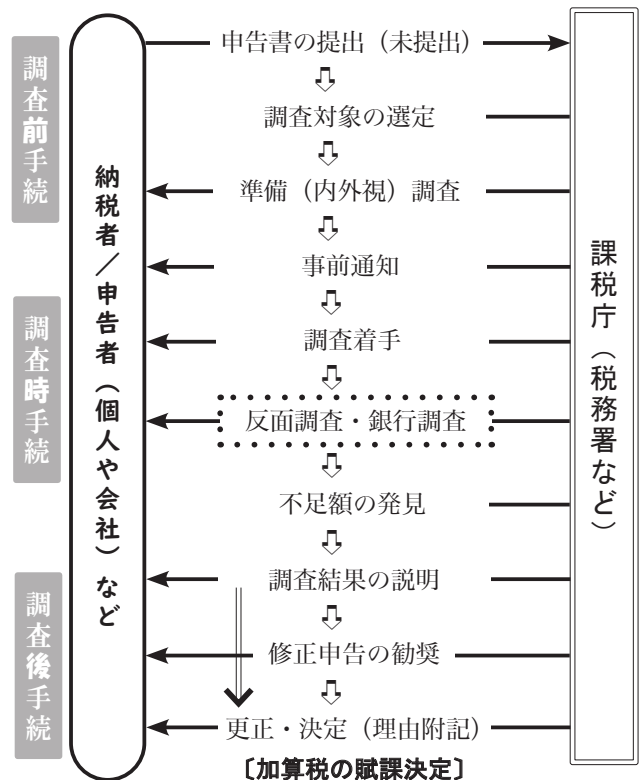 調査前手続
調査時手続
調査後手続
納税者／申告者（個人や会社）など
申告書の提出（未提出）
調査対象の選定
準備（内外視）調査
事前通知
調査着手
反面調査・銀行調査
不足額の発見
調査結果の説明
修正申告の勧奨
更正・決定（理由附記）
〔加算税の賦課決定〕
課税庁（税務署など）